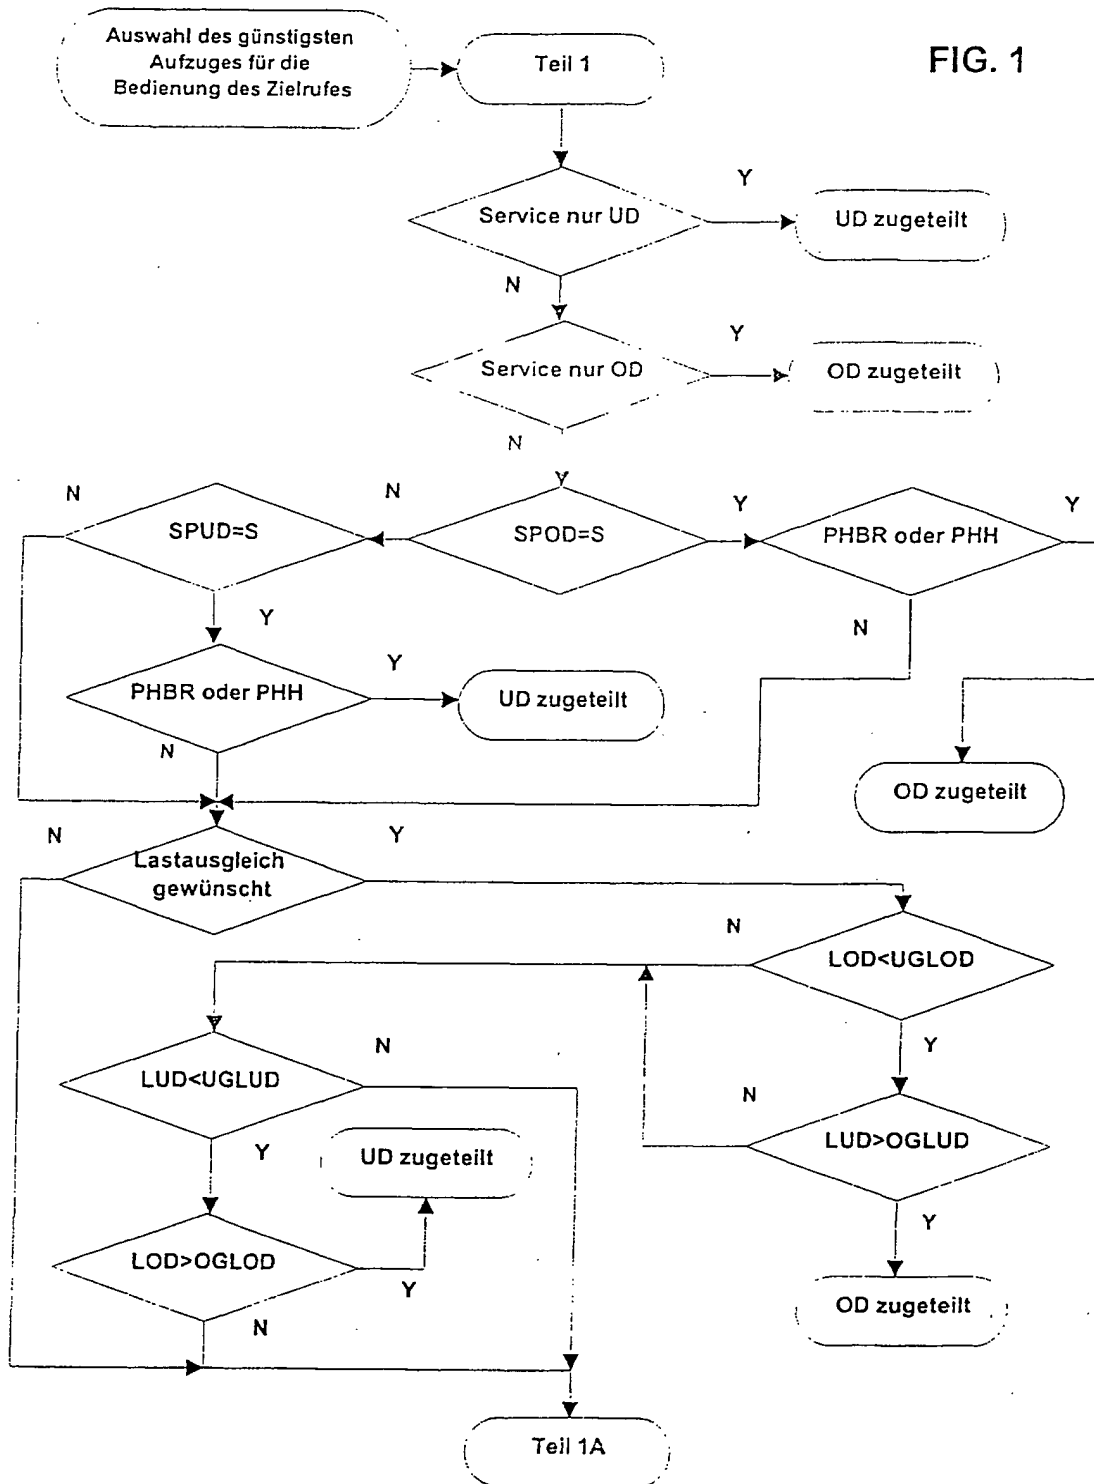 FIG. 1
Auswahl des günstigsten
Aufzuges für die
Bedienung des Zielrufes
Teil 1
Service nur UD
Y
UD zugeteilt
N
Service nur OD
Y
OD zugeteilt
N
N
SPUD=S
N
SPOD=S
Y
PHBR oder PHH
Y
Y
N
PHBR oder PHH
Y
UD zugeteilt
N
OD zugeteilt
N
Lastausgleich
gewünscht
Y
N
LOD<UGLOD
Y
LUD<UGLUD
N
N
LUD>OGLUD
Y
UD zugeteilt
Y
LOD>OGLOD
Y
N
OD zugeteilt
Teil 1A